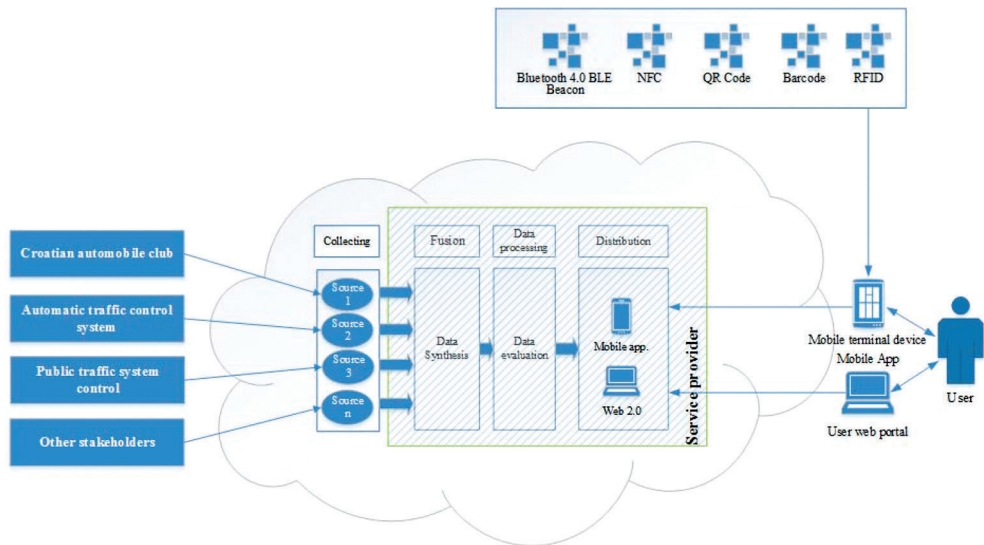 Bluetooth 4.0 BLE
Beacon
NFC
QR Code
Barcode
RFID
Croatian automobile club
Automatic traffic control
system
Public traffic system
control
Other stakeholders
Collecting
Source
1
Source
2
Source
3
Source
n
Fusion
Data
Synthesis
Data
processing
Data
evaluation
Distribution
Mobile app.
Web 2.0
Service provider
Mobile terminal device
Mobile App
User web portal
User